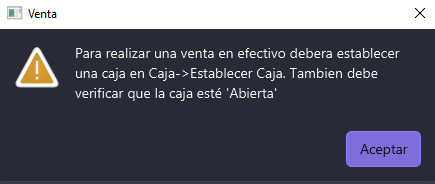 Venta
Para realizar una venta en efectivo debera establecer
una caja en Caja->Establecer Caja. Tambien debe
verificar que la caja esté 'Abierta'
Aceptar